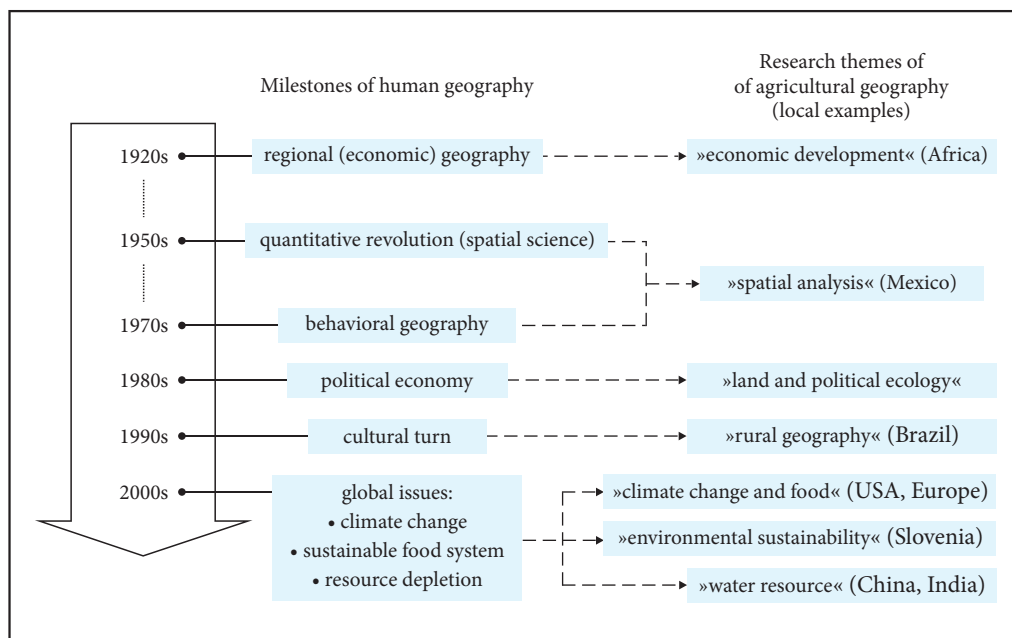 Milestones of human geography
Research themes of
of agricultural geography
(local examples)
1920s
regional (economic) geography
»economic development« (Africa)
1950s
quantitative revolution (spatial science)
»spatial analysis« (Mexico)
1970s
behavioral geography
1980s
political economy
»land and political ecology«
1990s
cultural turn
»rural geography« (Brazil)
2000s
global issues:
• climate change
• sustainable food system
• resource depletion
»climate change and food« (USA, Europe)
»environmental sustainability« (Slovenia)
»water resource« (China, India)